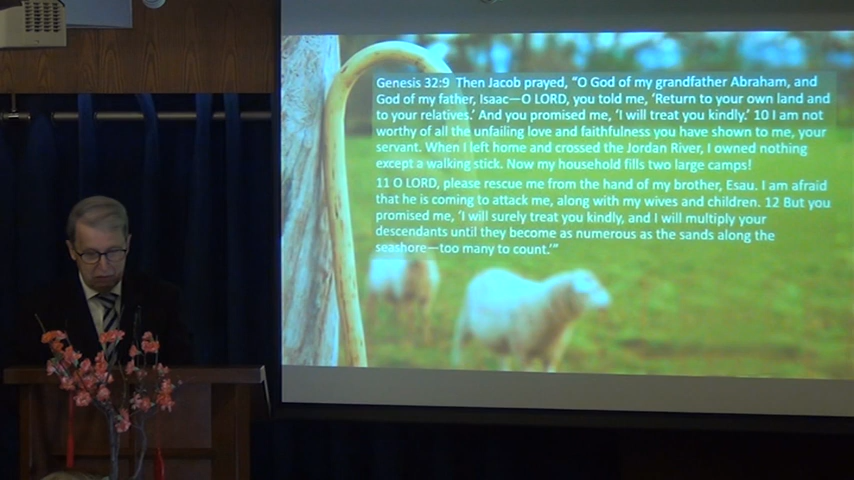 Genesis 32:9 Then Jacob prayed, “O God of my grandfather Abraham, and
God of my father, Isaac—O LORD, you told me, ‘Return to your own land and
to your relatives.’ And you promised me, ‘I will treat you kindly.’ 10 I am not
worthy of all the unfailing love and faithfulness you have shown to me, your
servant. When I left home and crossed the Jordan River, I owned nothing
except a walking stick. Now my household fills two large camps!
11 O LORD, please rescue me from the hand of my brother, Esau. I am afraid
that he is coming to attack me, along with my wives and children. 12 But you
promised me, ‘I will surely treat you kindly, and I will multiply your
descendants until they become as numerous as the sands along the
seashore—too many to count.’”